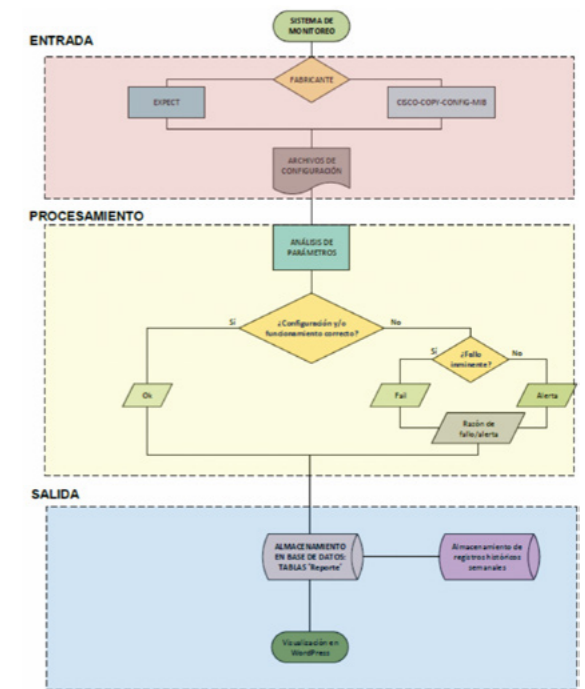 SISTEMA DE
MONITOREO
ENTRADA
FABRICANTE
EXPECT
CISCO-COPY-CONFIG-MIB
ARCHIVOS DE
CONFIGURACIÓN
PROCESAMIENTO
ANÁLISIS DE
PARÁMETROS
Sí
¿Configuración y/o
funcionamiento correcto?
No
Sí
¿Fallo
inminente?
No
Ok
Fail
Alerta
Razón de
fallo/alerta
SALIDA
ALMACENAMIENTO
EN BASE DE DATOS:
TABLAS "Reporte"
Almacenamiento de
registros históricos
semanales
Visualización en
WordPress